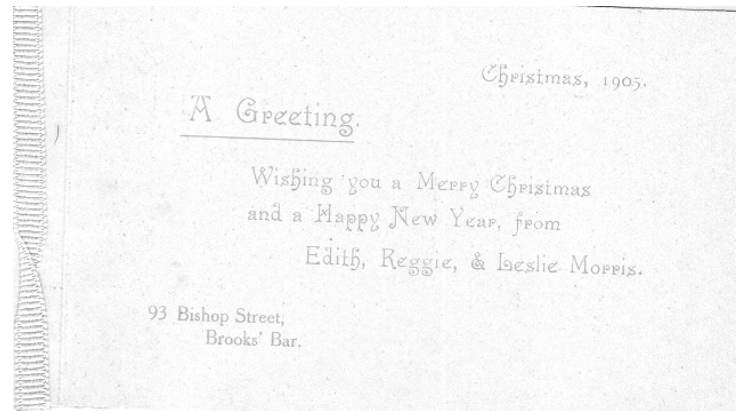 Christmas, 1905.
A Greeting.
Wishing you a Merry Christmas
and a Happy New Year, from
Edith, Reggie, & Leslie Morris.
93 Bishop Street,
Brooks' Bar.